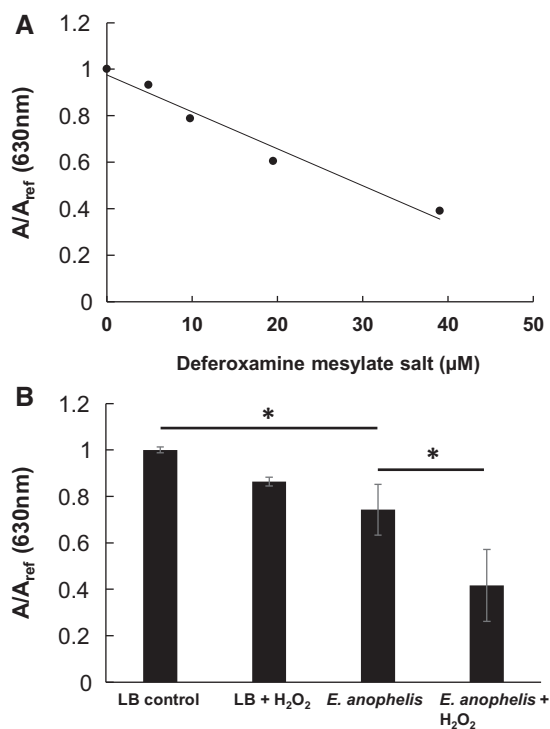 A
1.2
1
0.8
0.6
0.4
0.2
0
A/Aref (630nm)
0 10 20 30 40 50
Deferoxamine mesylate salt (µM)
B
1.2
1
0.8
0.6
0.4
0.2
0
A/Aref (630nm)
* *
LB control LB + H₂O₂ E. anophelis E. anophelis +
H₂O₂